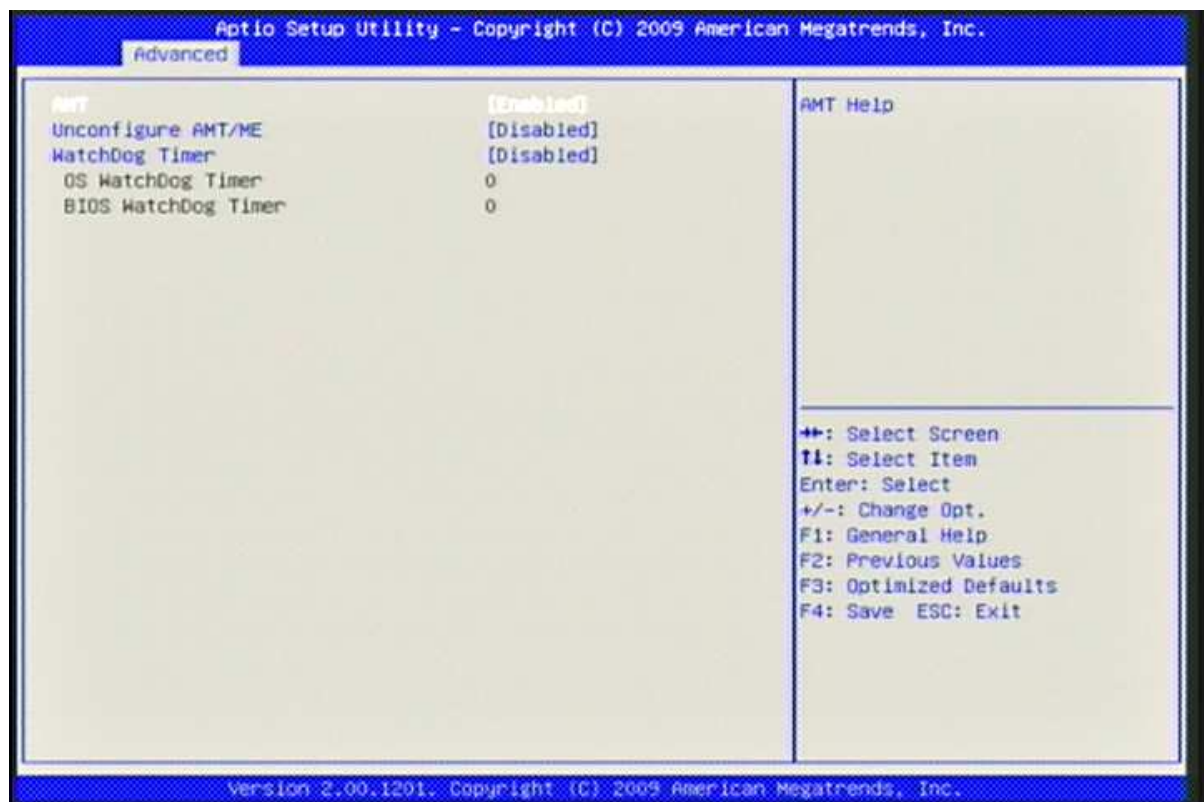 Aptio Setup Utility - Copyright (C) 2009 American Megatrends, Inc.
Advanced
AMT [Enabled]
Unconfigure AMT/ME [Disabled]
WatchDog Timer [Disabled]
OS WatchDog Timer 0
BIOS WatchDog Timer 0
AMT Help
→←: Select Screen
↑↓: Select Item
Enter: Select
+/-: Change Opt.
F1: General Help
F2: Previous Values
F3: Optimized Defaults
F4: Save ESC: Exit
Version 2.00.1201. Copyright (C) 2009 American Megatrends, Inc.